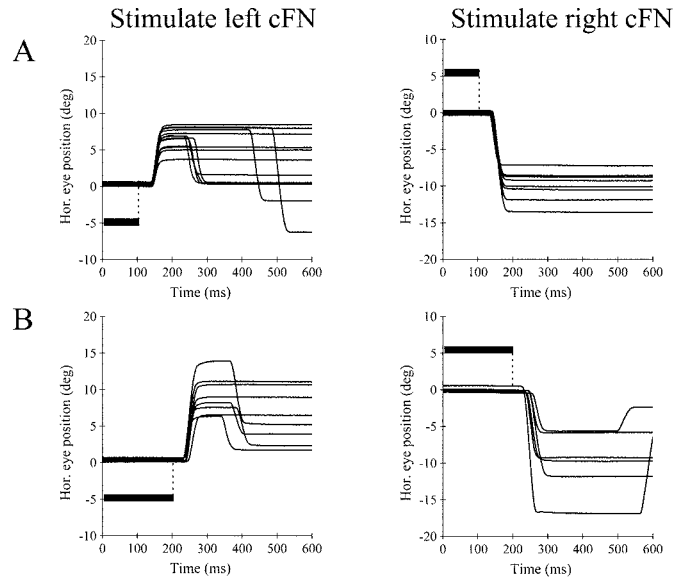 Stimulate left cFN
Stimulate right cFN
A
Hor. eye position (deg)
20
15
10
5
0
-5
-10
0 100 200 300 400 500 600
Time (ms)
Hor. eye position (deg)
10
5
0
-5
-10
-15
-20
0 100 200 300 400 500 600
Time (ms)
B
Hor. eye position (deg)
20
15
10
5
0
-5
-10
0 100 200 300 400 500 600
Time (ms)
Hor. eye position (deg)
10
5
0
-5
-10
-15
-20
0 100 200 300 400 500 600
Time (ms)